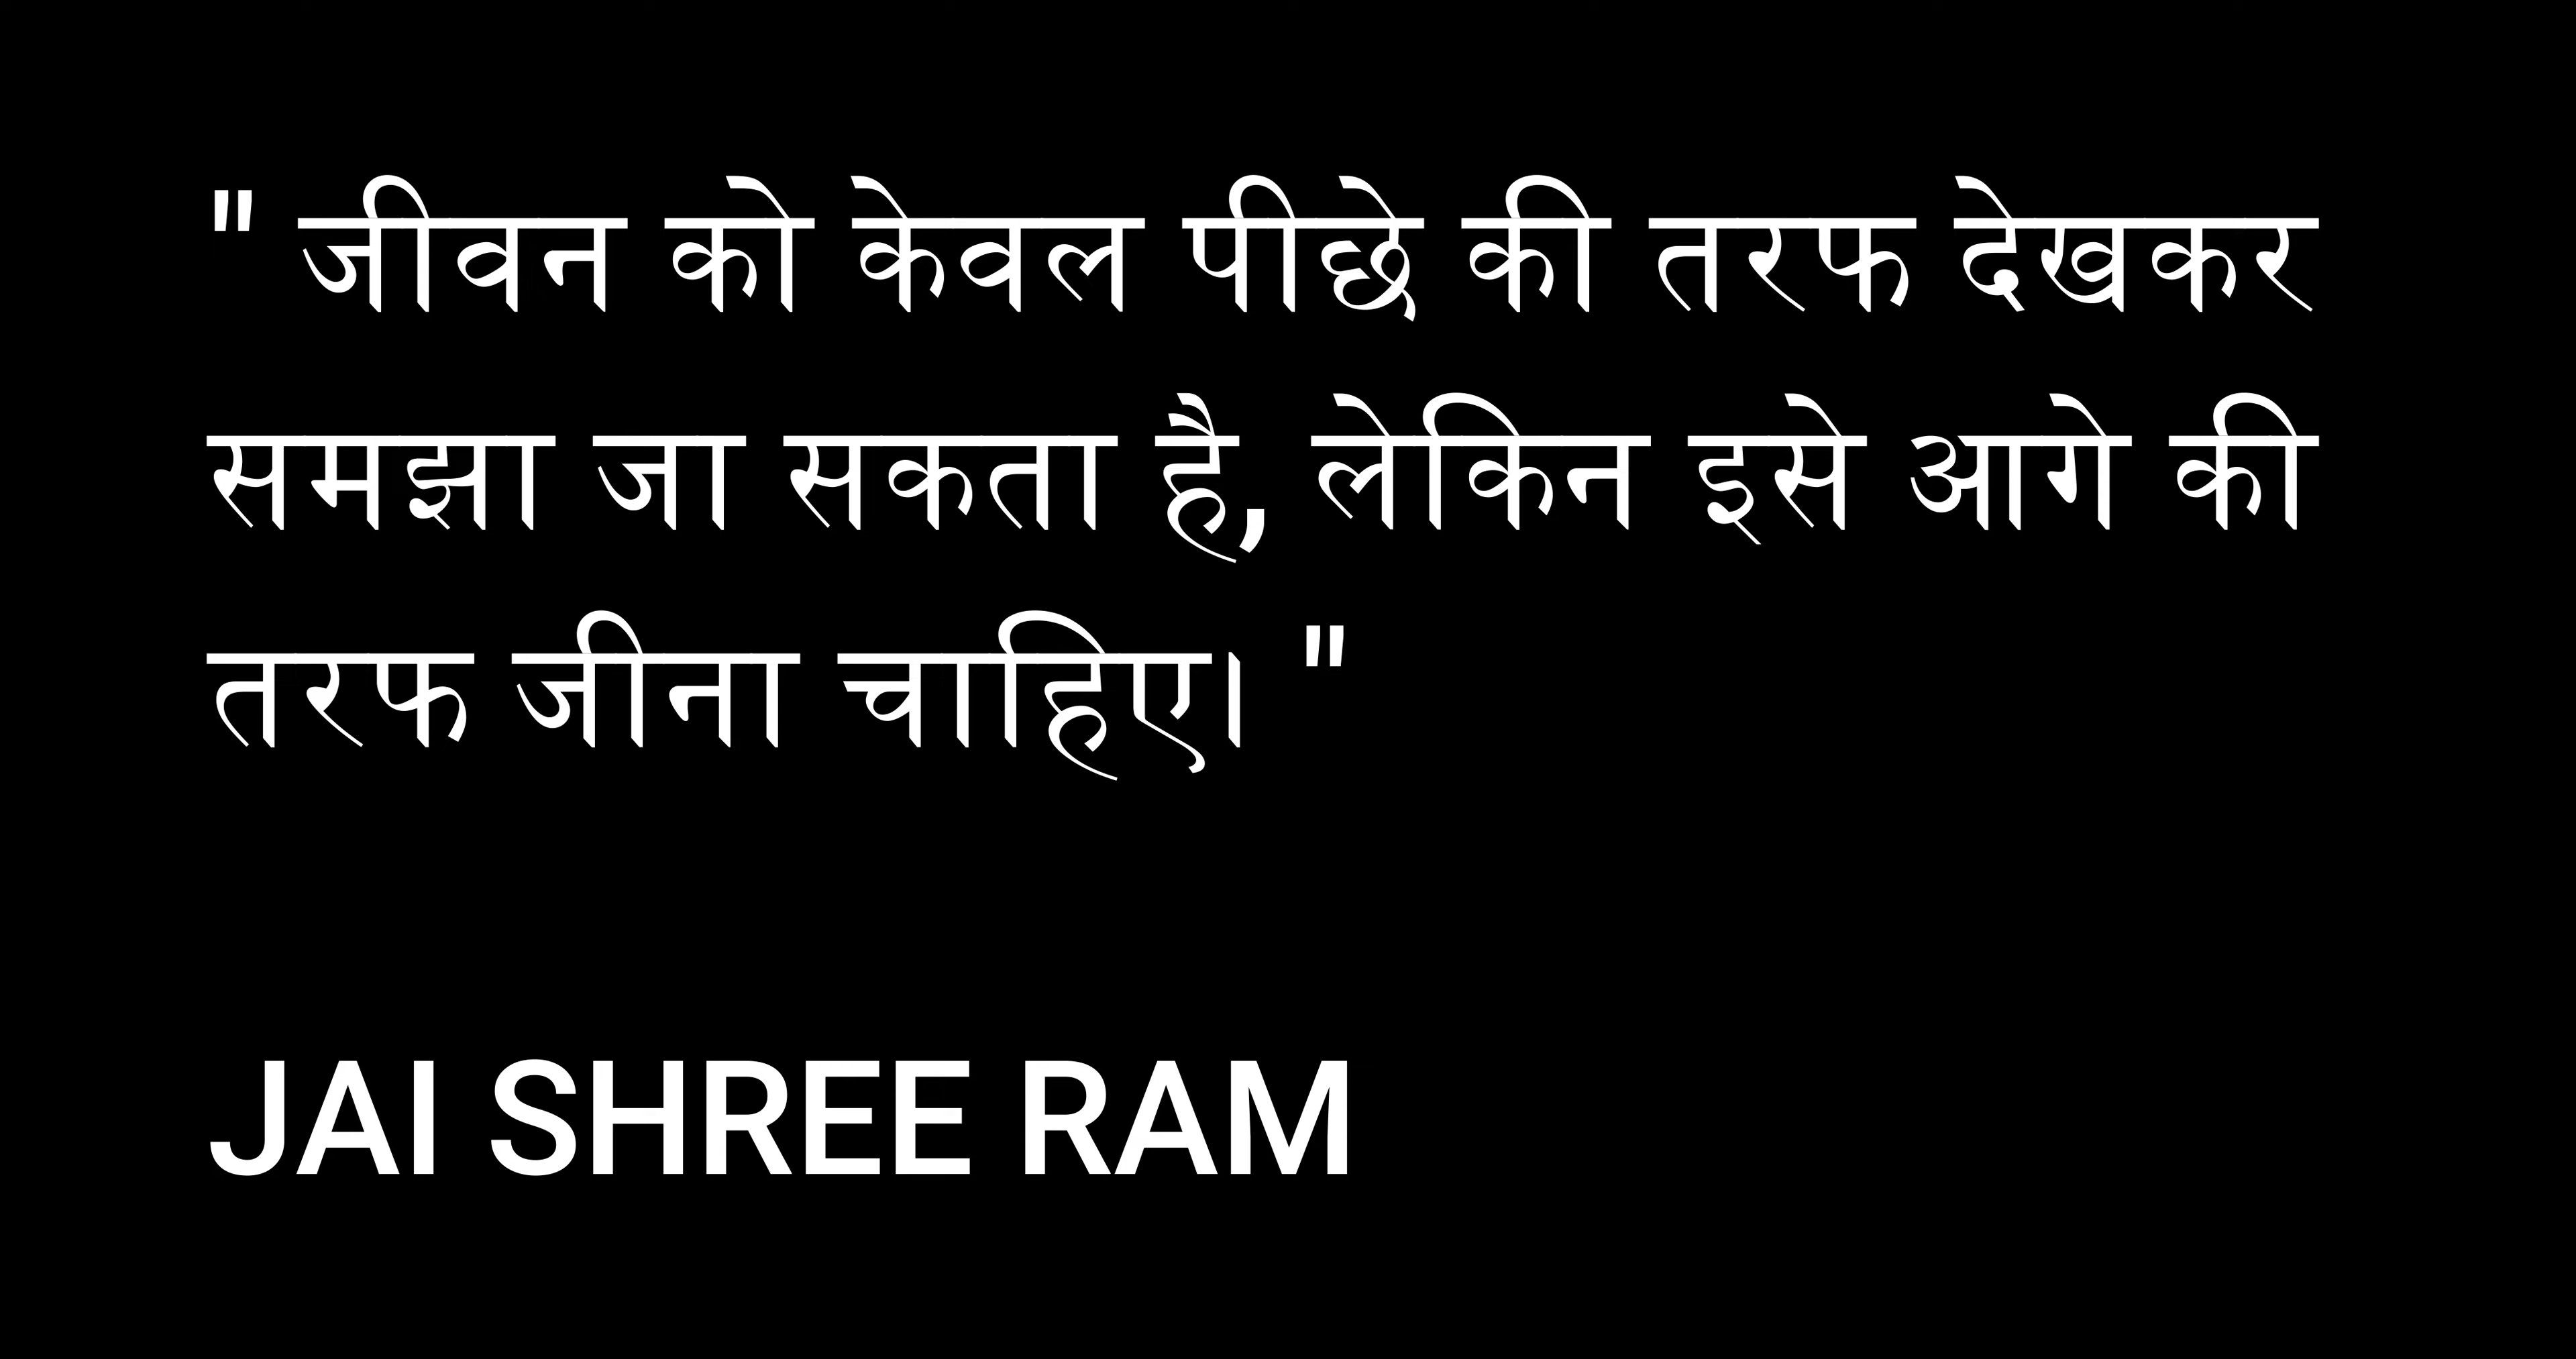 " जीवन को केवल पीछे की तरफ देखकर
समझा जा सकता है, लेकिन इसे आगे की
तरफ जीना चाहिए। "
JAI SHREE RAM